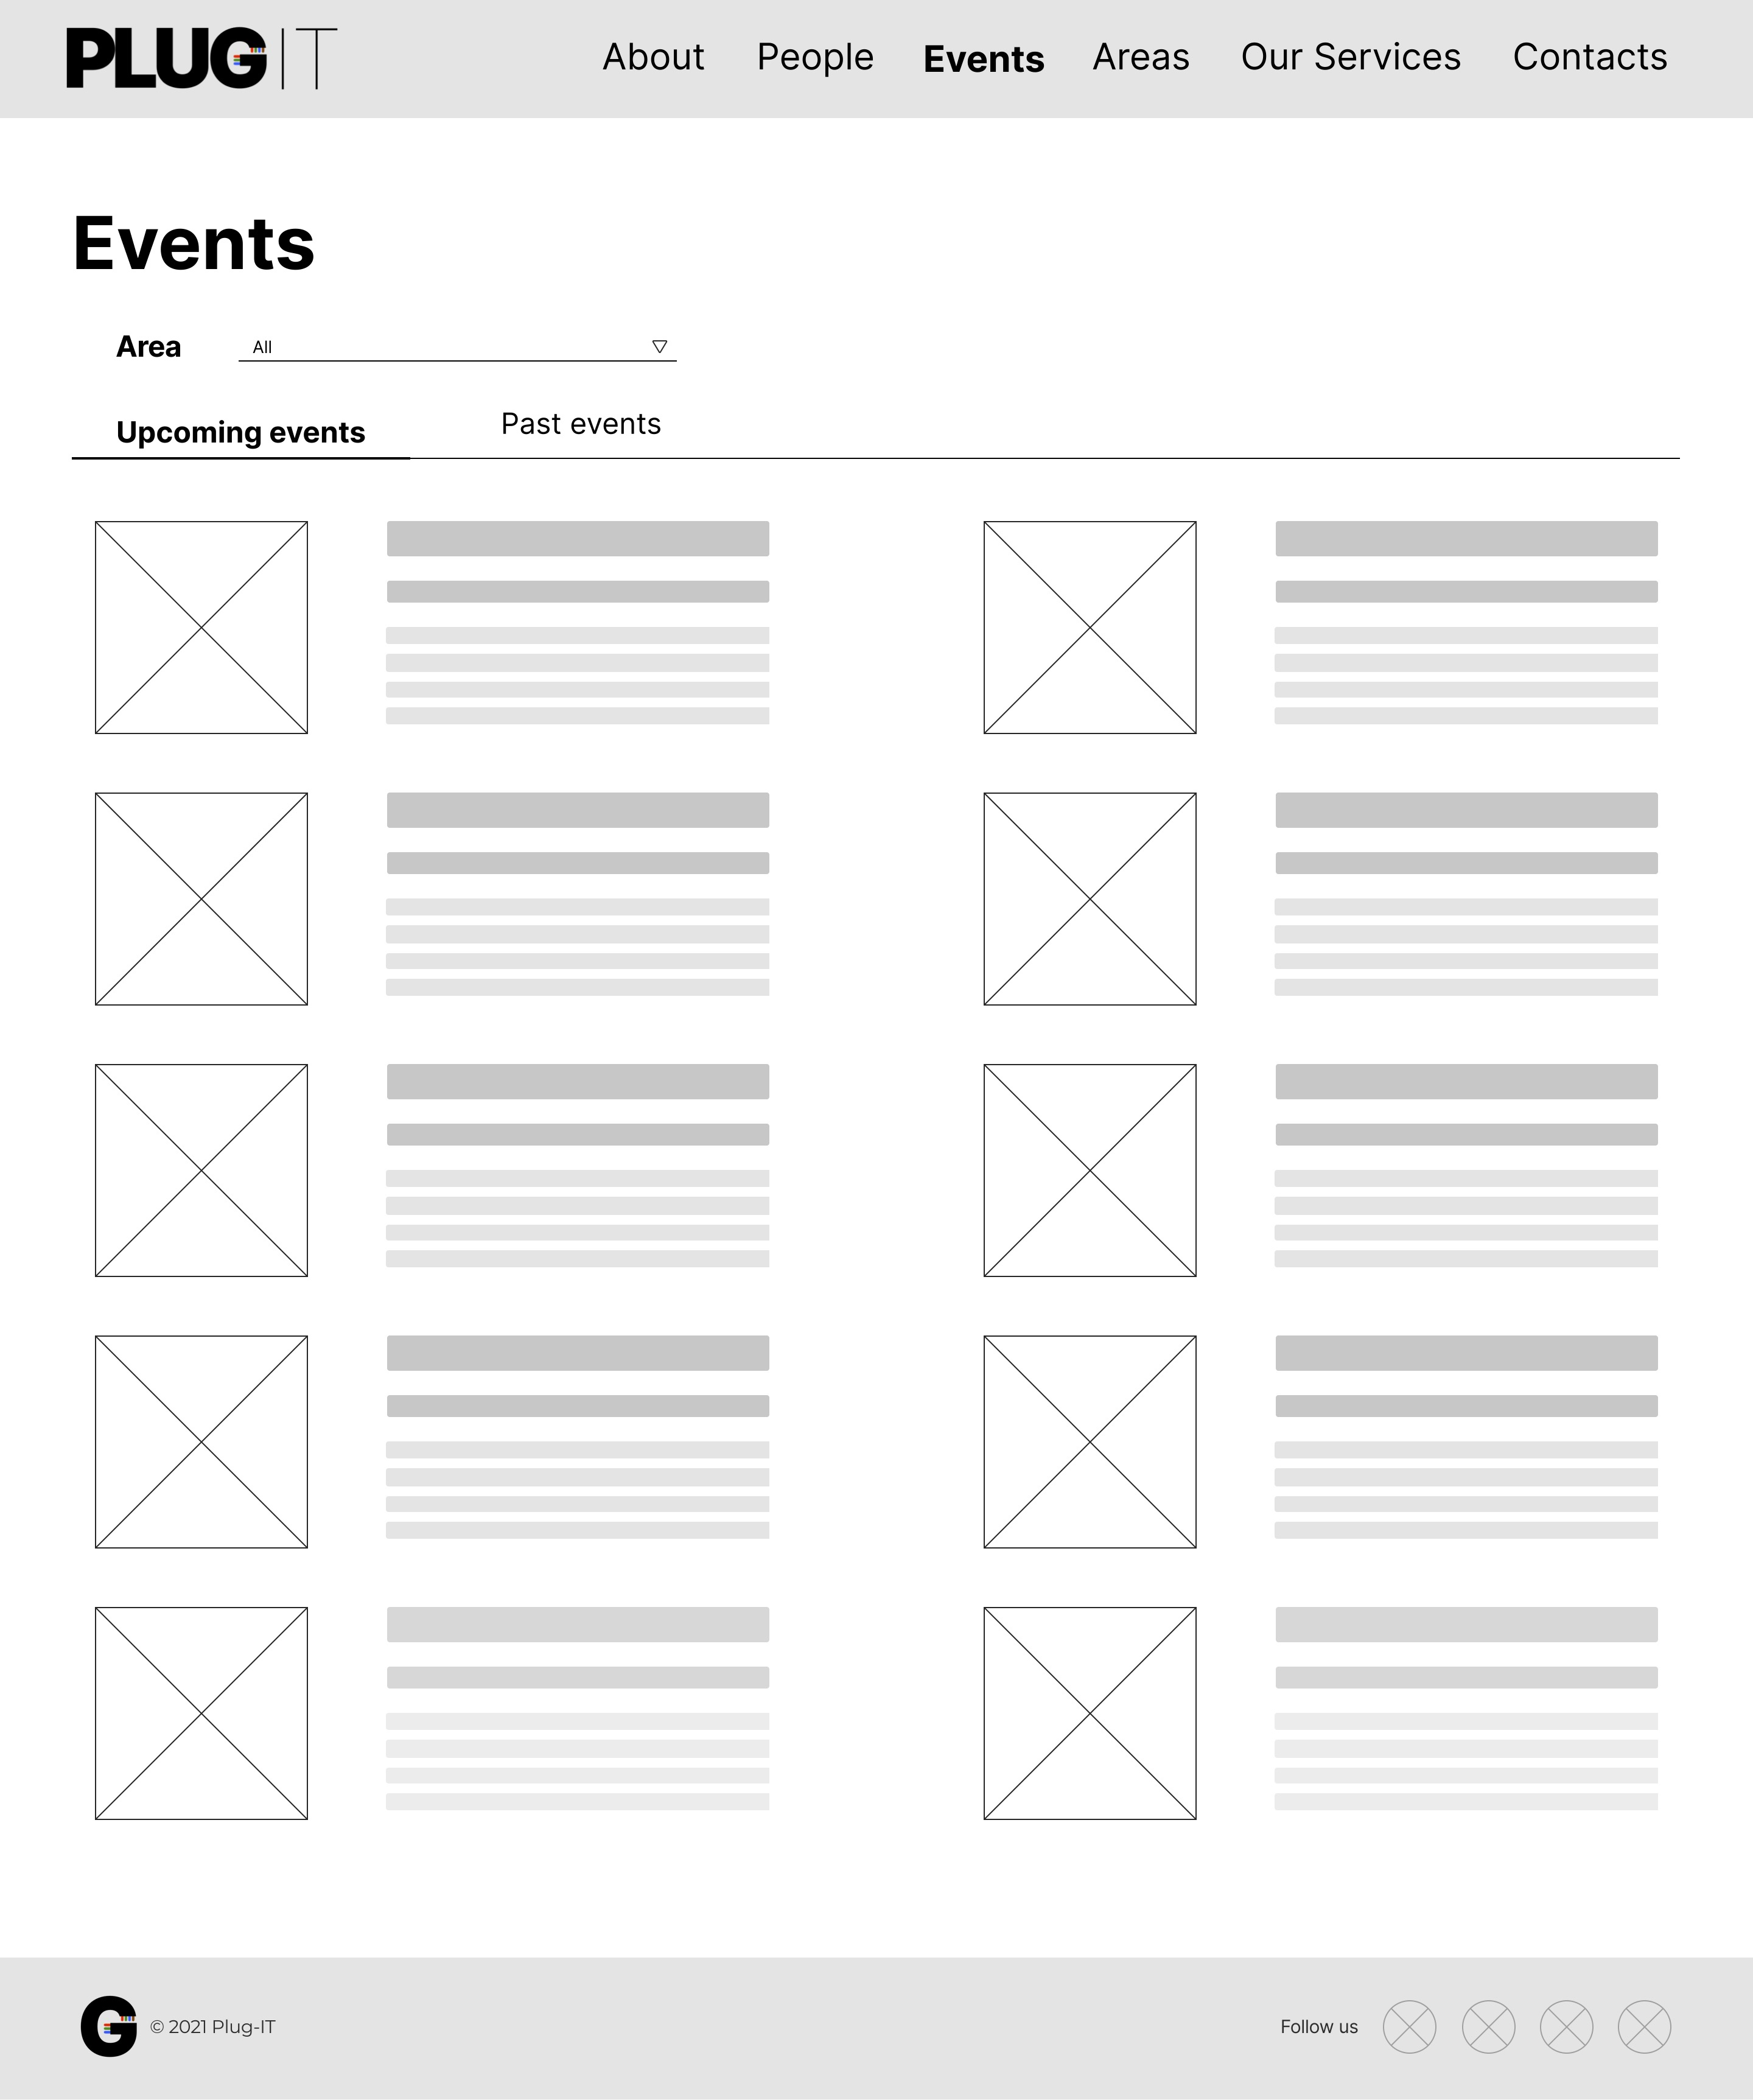 PLUG IT
About People Events Areas Our Services Contacts
Events
Area All
Upcoming events Past events
G © 2021 Plug-IT
Follow us